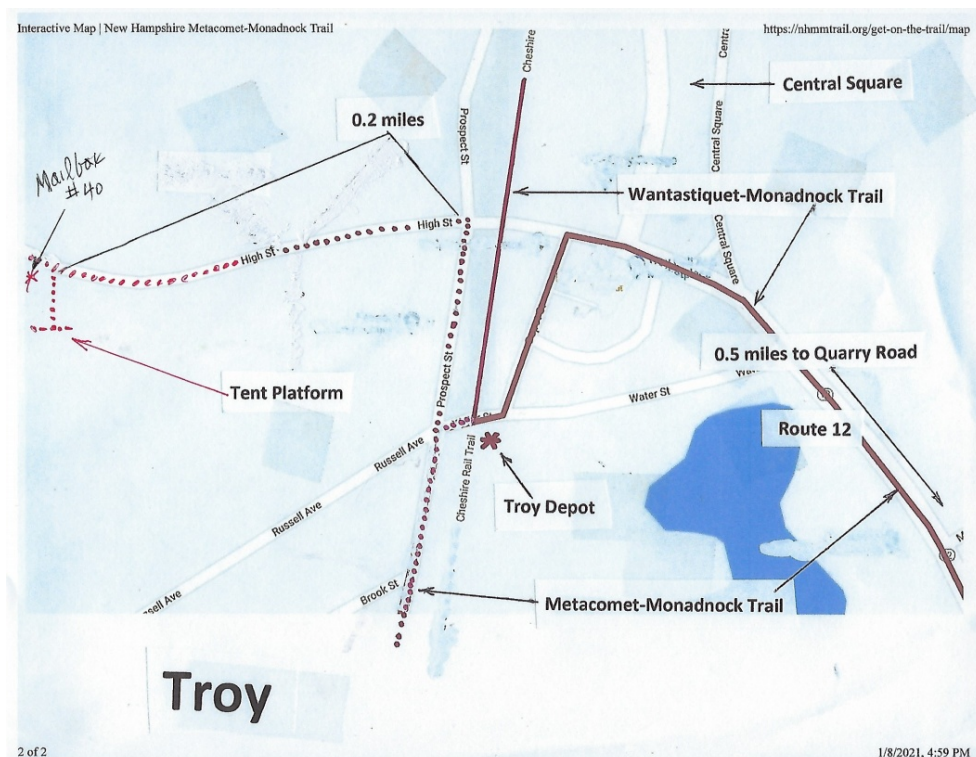 Interactive Map | New Hampshire Metacomet-Monadnock Trail
https://nhmmtrail.org/get-on-the-trail/map
Cheshire
Central Square
0.2 miles
Prospect St
Central Square
Mailbox
#40
Wantastiquet-Monadnock Trail
High St
High St
Central Square
0.5 miles to Quarry Road
Tent Platform
Prospect St
Water St
Route 12
Russell Ave
Cheshire Rail Trail
Troy Depot
Russell Ave
Brook St
Metacomet-Monadnock Trail
Troy
2 of 2
1/8/2021, 4:59 PM